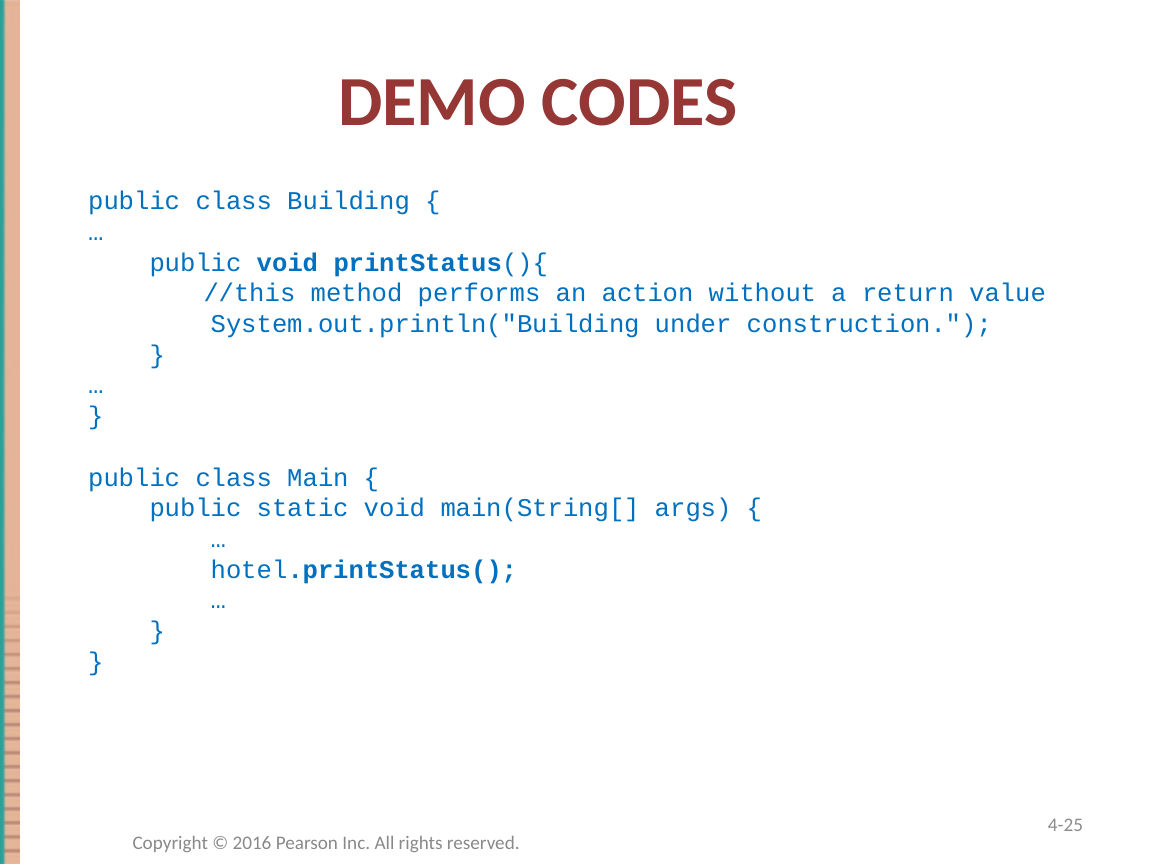 DEMO CODES
public class Building {
…
    public void printStatus(){
        //this method performs an action without a return value
        System.out.println("Building under construction.");
    }
…
}
public class Main {
    public static void main(String[] args) {
        …
        hotel.printStatus();
        …
    }
}
4-25
Copyright © 2016 Pearson Inc. All rights reserved.